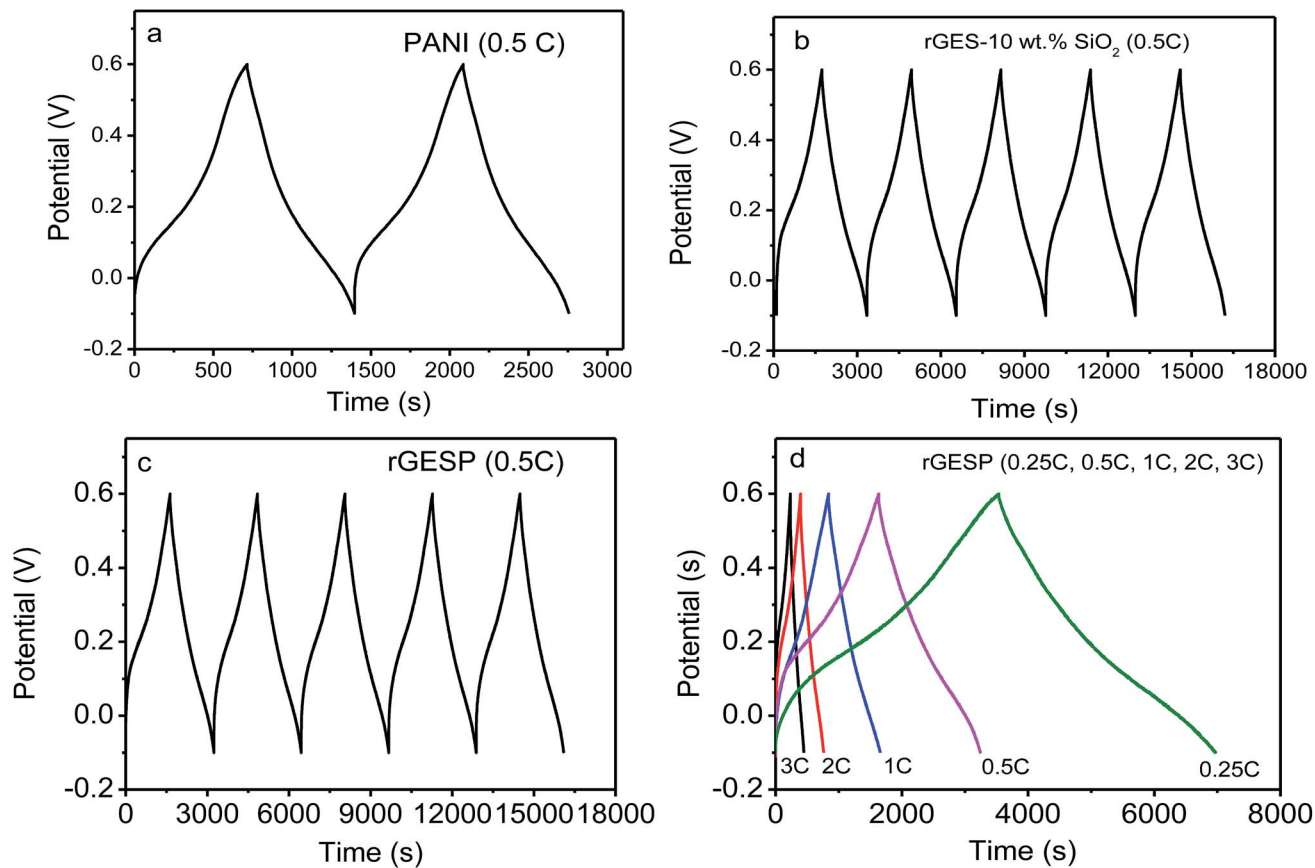 a
PANI (0.5 C)
0.6
0.4
0.2
0.0
-0.2
Potential (V)
0 500 1000 1500 2000 2500 3000
Time (s)
b
rGES-10 wt.% SiO₂ (0.5C)
0.6
0.4
0.2
0.0
-0.2
Potential (V)
0 3000 6000 9000 12000 15000 18000
Time (s)
c
rGESP (0.5C)
0.6
0.4
0.2
0.0
-0.2
Potential (V)
0 3000 6000 9000 12000 15000 18000
Time (s)
d
rGESP (0.25C, 0.5C, 1C, 2C, 3C)
0.6
0.4
0.2
0.0
-0.2
Potential (s)
3C 2C 1C 0.5C 0.25C
0 2000 4000 6000 8000
Time (s)